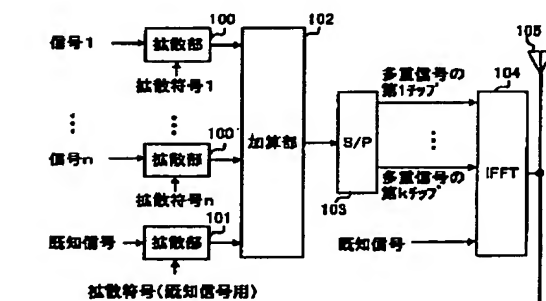 信号1
拡散部
100
102
拡散符号1
信号n
拡散部
100
拡散符号n
既知信号
拡散部
101
拡散符号(既知信号用)
加算部
S/P
103
多重信号の
第1チップ
多重信号の
第kチップ
既知信号
104
IFFT
105